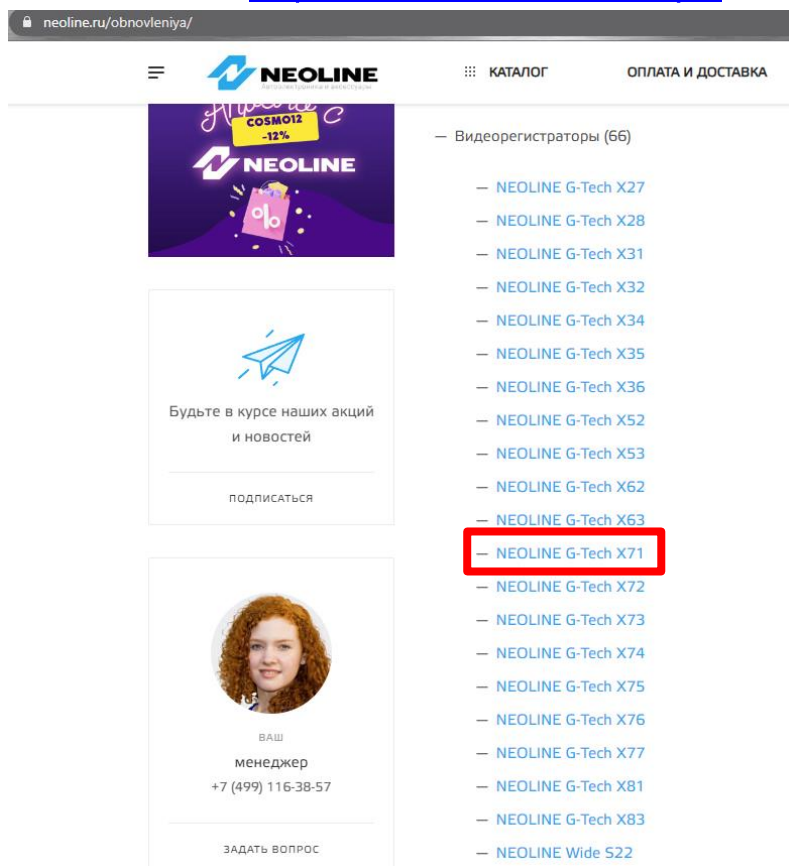 neoline.ru/obnovleniya/
NEOLINE
КАТАЛОГ
ОПЛАТА И ДОСТАВКА
COSMO12
-12%
NEOLINE
%
Будьте в курсе наших акций
и новостей
ПОДПИСАТЬСЯ
ВАШ
менеджер
+7 (499) 116-38-57
ЗАДАТЬ ВОПРОС
— Видеорегистраторы (66)
— NEOLINE G-Tech X27
— NEOLINE G-Tech X28
— NEOLINE G-Tech X31
— NEOLINE G-Tech X32
— NEOLINE G-Tech X34
— NEOLINE G-Tech X35
— NEOLINE G-Tech X36
— NEOLINE G-Tech X52
— NEOLINE G-Tech X53
— NEOLINE G-Tech X62
— NEOLINE G-Tech X63
— NEOLINE G-Tech X71
— NEOLINE G-Tech X72
— NEOLINE G-Tech X73
— NEOLINE G-Tech X74
— NEOLINE G-Tech X75
— NEOLINE G-Tech X76
— NEOLINE G-Tech X77
— NEOLINE G-Tech X81
— NEOLINE G-Tech X83
— NEOLINE Wide S22